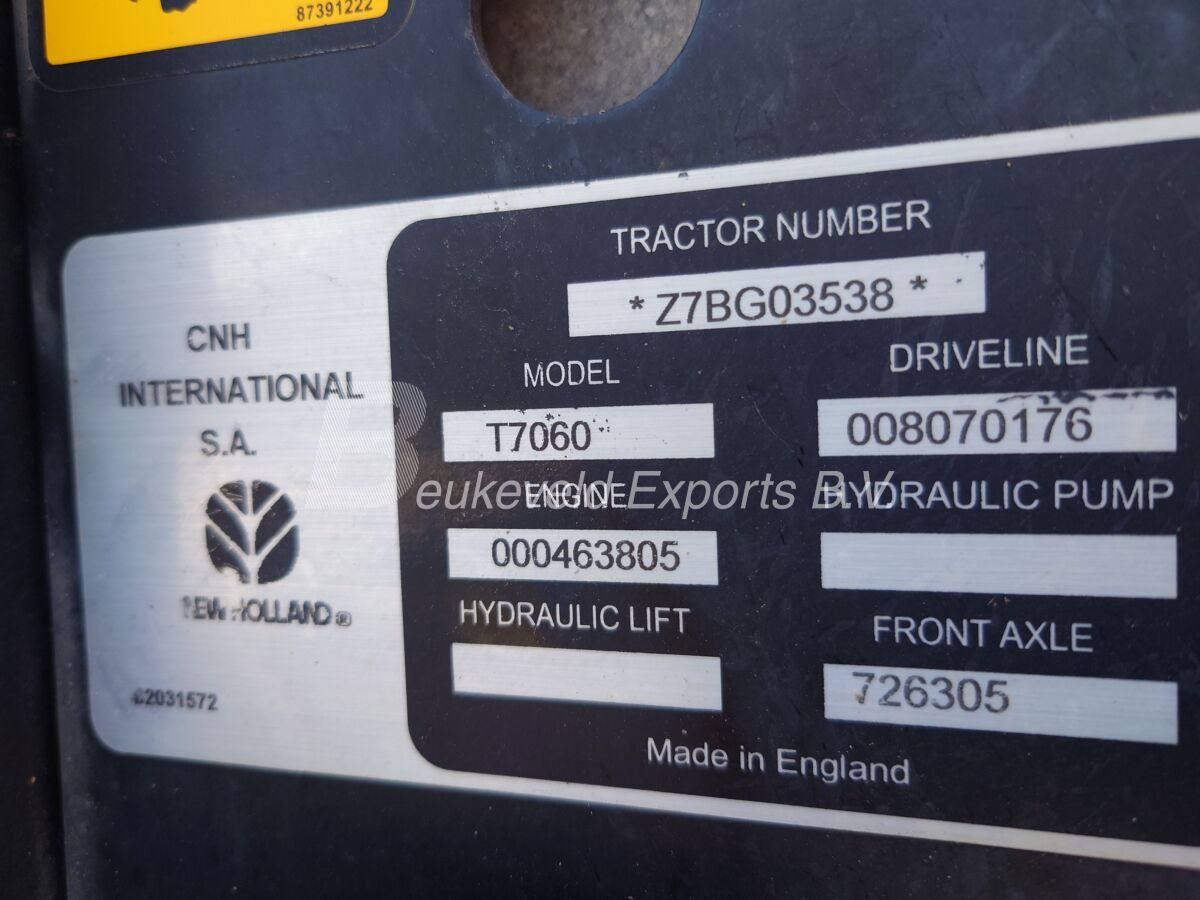 87391222
CNH
INTERNATIONAL
S.A.
NEW HOLLAND®
82031572
TRACTOR NUMBER
*Z7BG03538*
MODEL
T7060
DRIVELINE
008070176
ENGINE
000463805
HYDRAULIC PUMP
HYDRAULIC LIFT
FRONT AXLE
726305
Made in England
Beukeveld Exports B.V.